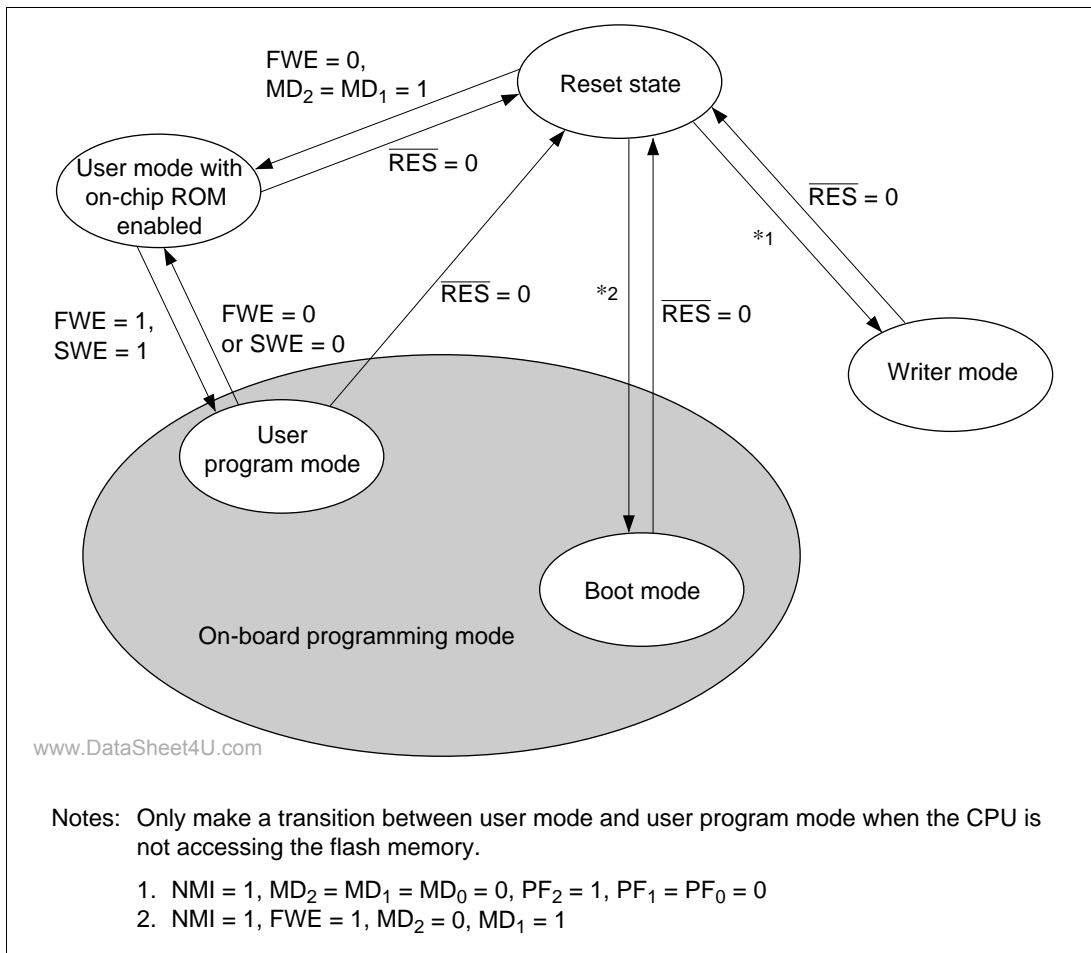 Reset state
FWE = 0,
MD₂ = MD₁ = 1
R̅E̅S̅ = 0
User mode with
on-chip ROM
enabled
R̅E̅S̅ = 0
*1
R̅E̅S̅ = 0
*2
R̅E̅S̅ = 0
FWE = 1,
SWE = 1
FWE = 0
or SWE = 0
Writer mode
User
program mode
Boot mode
On-board programming mode
www.DataSheet4U.com
Notes: Only make a transition between user mode and user program mode when the CPU is
not accessing the flash memory.
1. NMI = 1, MD₂ = MD₁ = MD₀ = 0, PF₂ = 1, PF₁ = PF₀ = 0
2. NMI = 1, FWE = 1, MD₂ = 0, MD₁ = 1